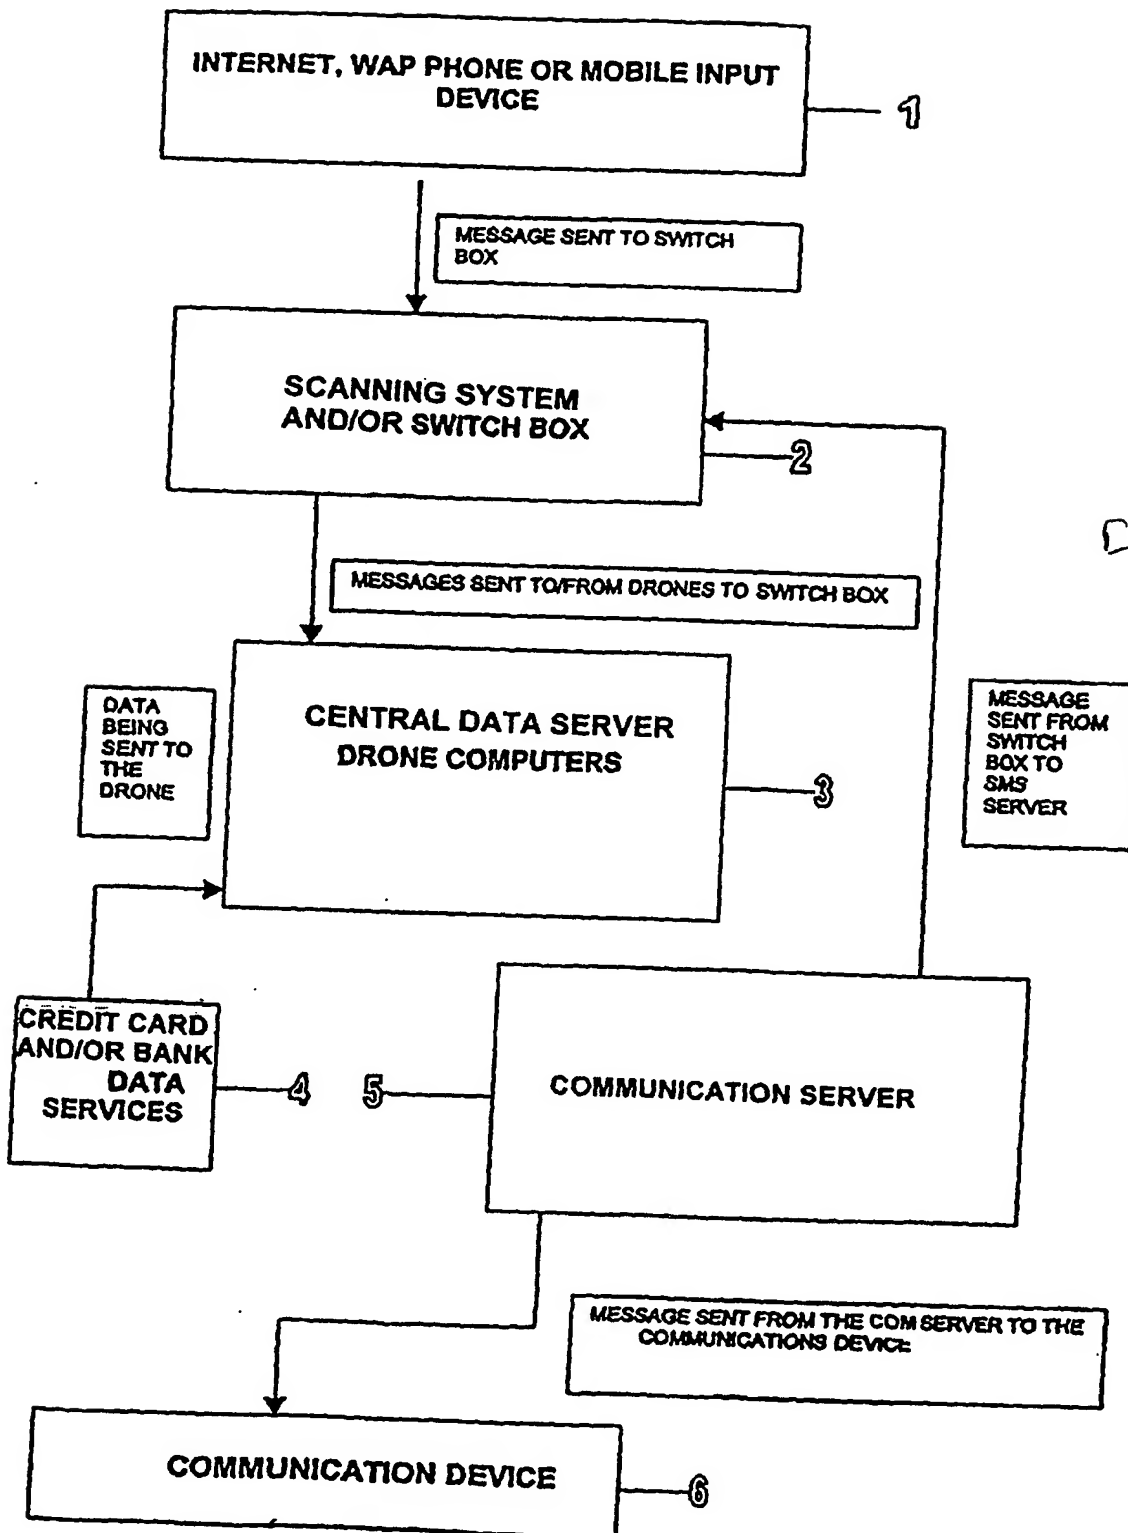 INTERNET, WAP PHONE OR MOBILE INPUT
DEVICE
1
MESSAGE SENT TO SWITCH
BOX
SCANNING SYSTEM
AND/OR SWITCH BOX
2
MESSAGES SENT TO/FROM DRONES TO SWITCH BOX
DATA
BEING
SENT TO
THE
DRONE
CENTRAL DATA SERVER
DRONE COMPUTERS
3
MESSAGE
SENT FROM
SWITCH
BOX TO
SMS
SERVER
CREDIT CARD
AND/OR BANK
DATA
SERVICES
4
5
COMMUNICATION SERVER
MESSAGE SENT FROM THE COM SERVER TO THE
COMMUNICATIONS DEVICE
COMMUNICATION DEVICE
6